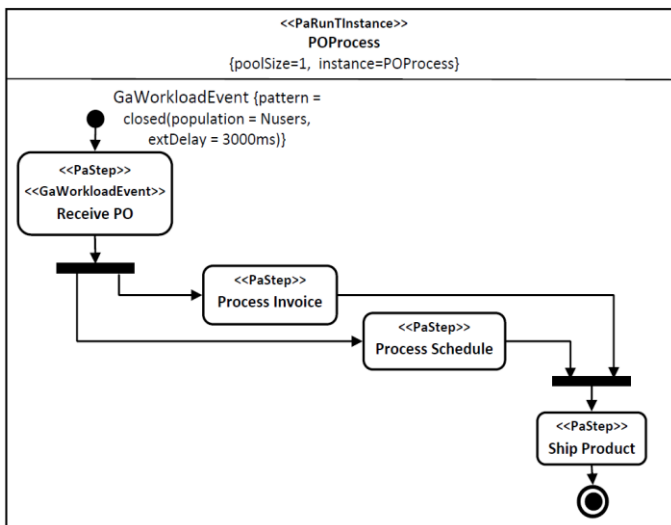 <<PaRunTInstance>>
POProcess
{poolSize=1, instance=POProcess}
GaWorkloadEvent {pattern =
closed(population = Nusers,
extDelay = 3000ms)}
<<PaStep>>
<<GaWorkloadEvent>>
Receive PO
<<PaStep>>
Process Invoice
<<PaStep>>
Process Schedule
<<PaStep>>
Ship Product